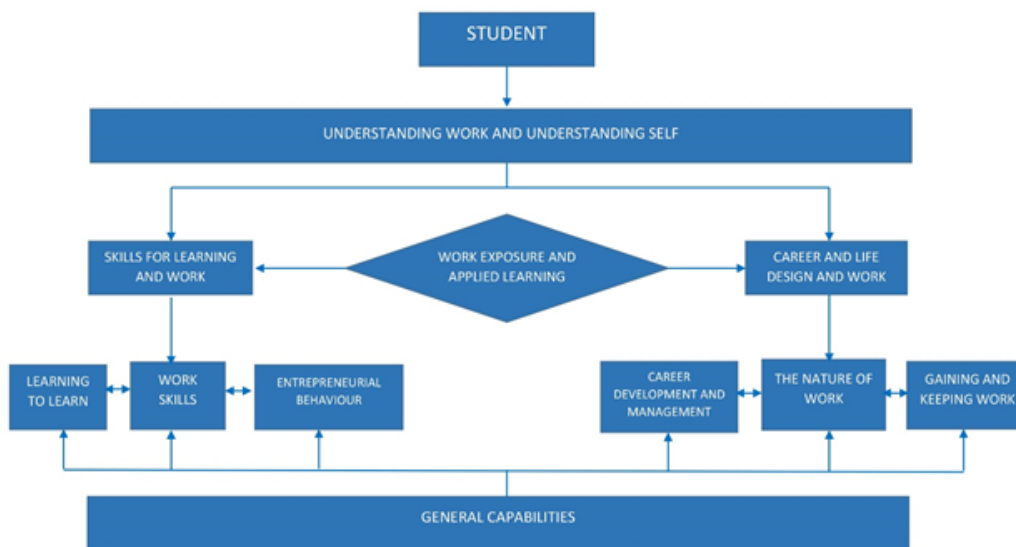 STUDENT
UNDERSTANDING WORK AND UNDERSTANDING SELF
SKILLS FOR LEARNING
AND WORK
WORK EXPOSURE AND
APPLIED LEARNING
CAREER AND LIFE
DESIGN AND WORK
LEARNING
TO LEARN
WORK
SKILLS
ENTREPRENEURIAL
BEHAVIOUR
CAREER
DEVELOPMENT AND
MANAGEMENT
THE NATURE OF
WORK
GAINING AND
KEEPING WORK
GENERAL CAPABILITIES